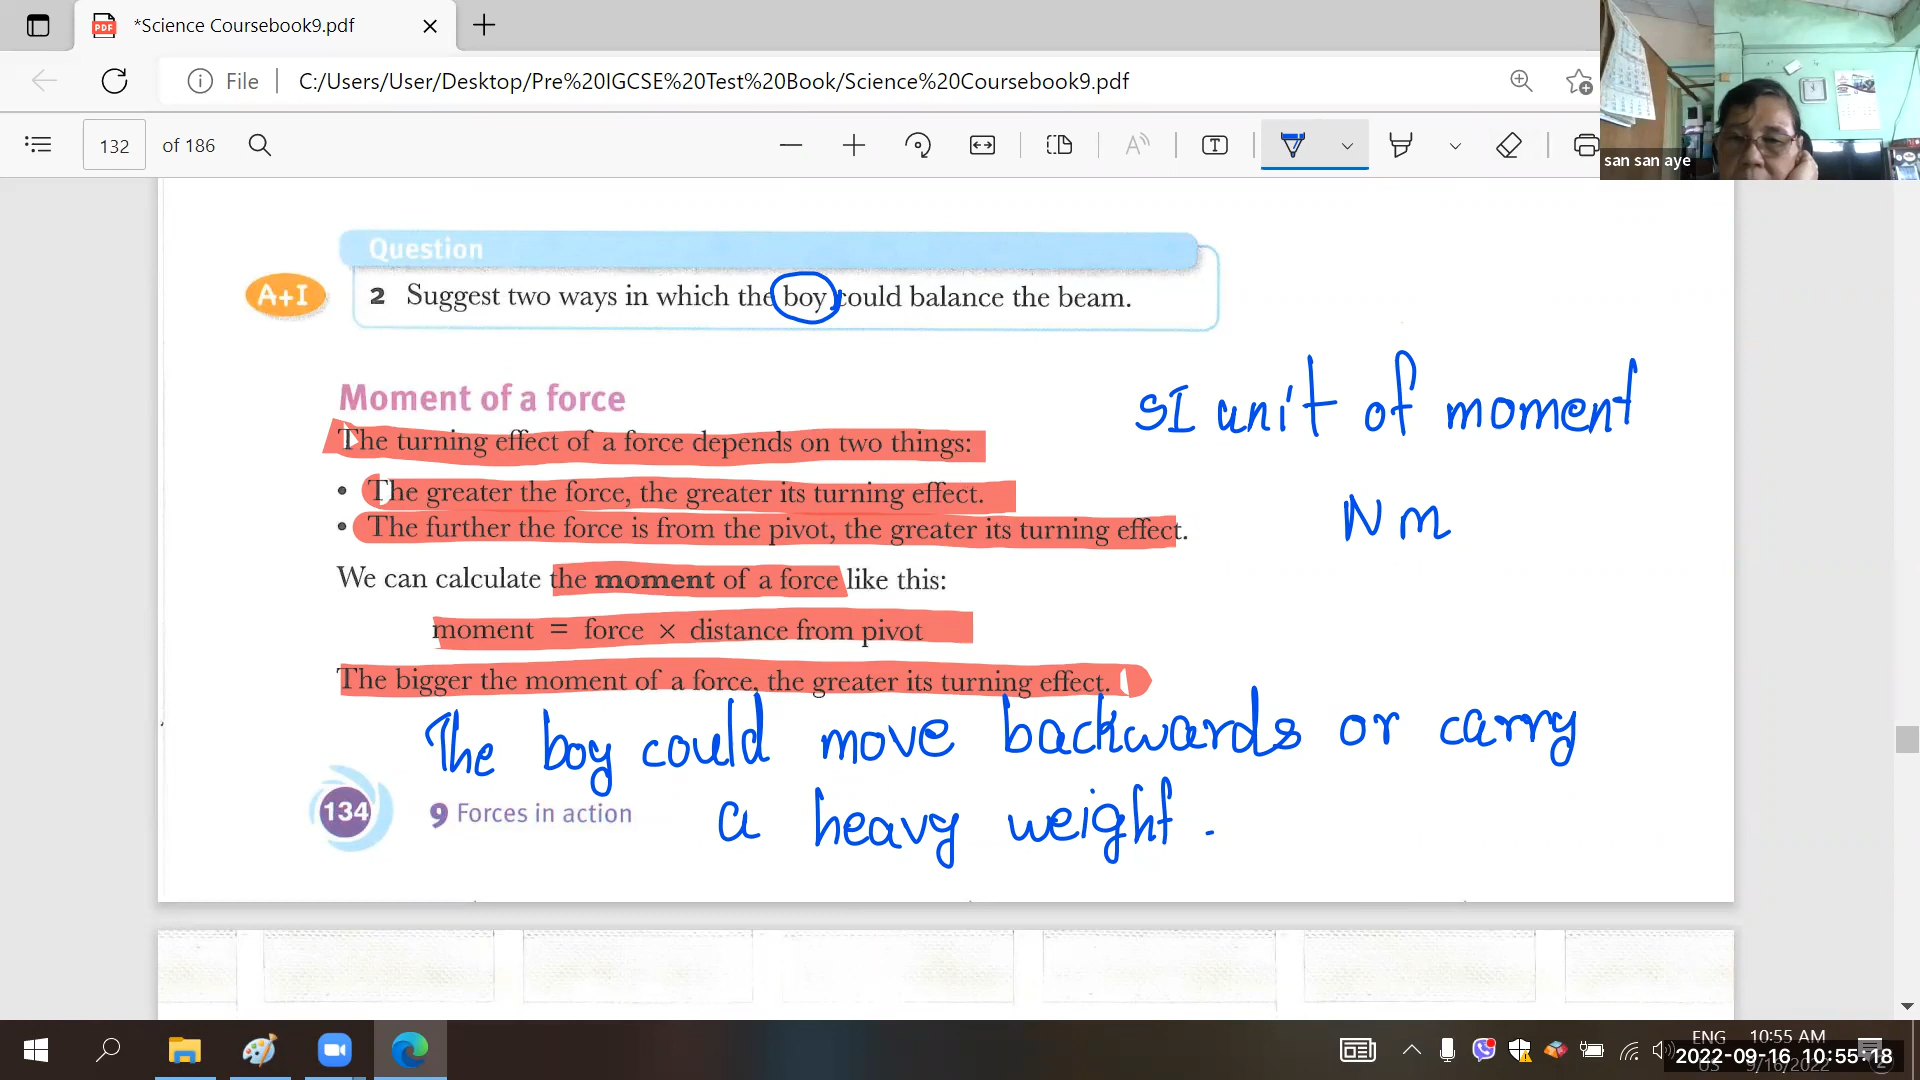 *Science Coursebook9.pdf
File
C:/Users/User/Desktop/Pre%20IGCSE%20Test%20Book/Science%20Coursebook9.pdf
132 of 186
san san aye
Question
A+I
2 Suggest two ways in which the boy could balance the beam.
Moment of a force
The turning effect of a force depends on two things:
• The greater the force, the greater its turning effect.
• The further the force is from the pivot, the greater its turning effect.
We can calculate the moment of a force like this:
moment = force × distance from pivot
The bigger the moment of a force, the greater its turning effect.
SI unit of moment
N m
The boy could move backwards or carry
a heavy weight.
134
9 Forces in action
ENG
10:55 AM
2022-09-16 10:55:18
9/16/2022